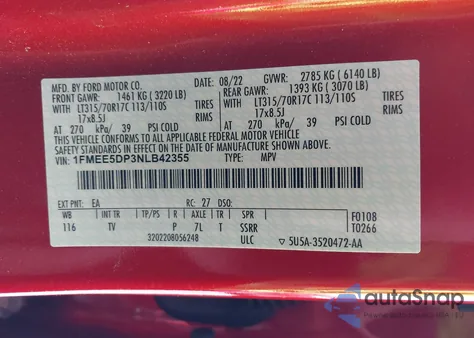 MFD. BY FORD MOTOR CO. DATE: 08/22 GVWR: 2785 KG (6140 LB)
FRONT GAWR: 1461 KG (3220 LB) REAR GAWR: 1393 KG (3070 LB)
LT315/70R17C 113/110S TIRES LT315/70R17C 113/110S TIRES
17x8.5J RIMS 17x8.5J RIMS
AT 270 kPa/ 39 PSI COLD AT 270 kPa/ 39 PSI COLD
THIS VEHICLE CONFORMS TO ALL APPLICABLE FEDERAL MOTOR VEHICLE SAFETY AND THEFT PREVENTION STANDARDS IN
EFFECT ON THE DATE OF MANUFACTURE SHOWN ABOVE.
VIN: 1FMEE5DP3NLB42355 TYPE: MPV
EXT PNT: EA RC: 27 DSO: F0108
WB INT TR TP/PS R AXLE TR SPR T0266
116 TV P 7L T SSRR
3202208056248 ULC ▽ 5U5A-3520472-AA
autoSnap